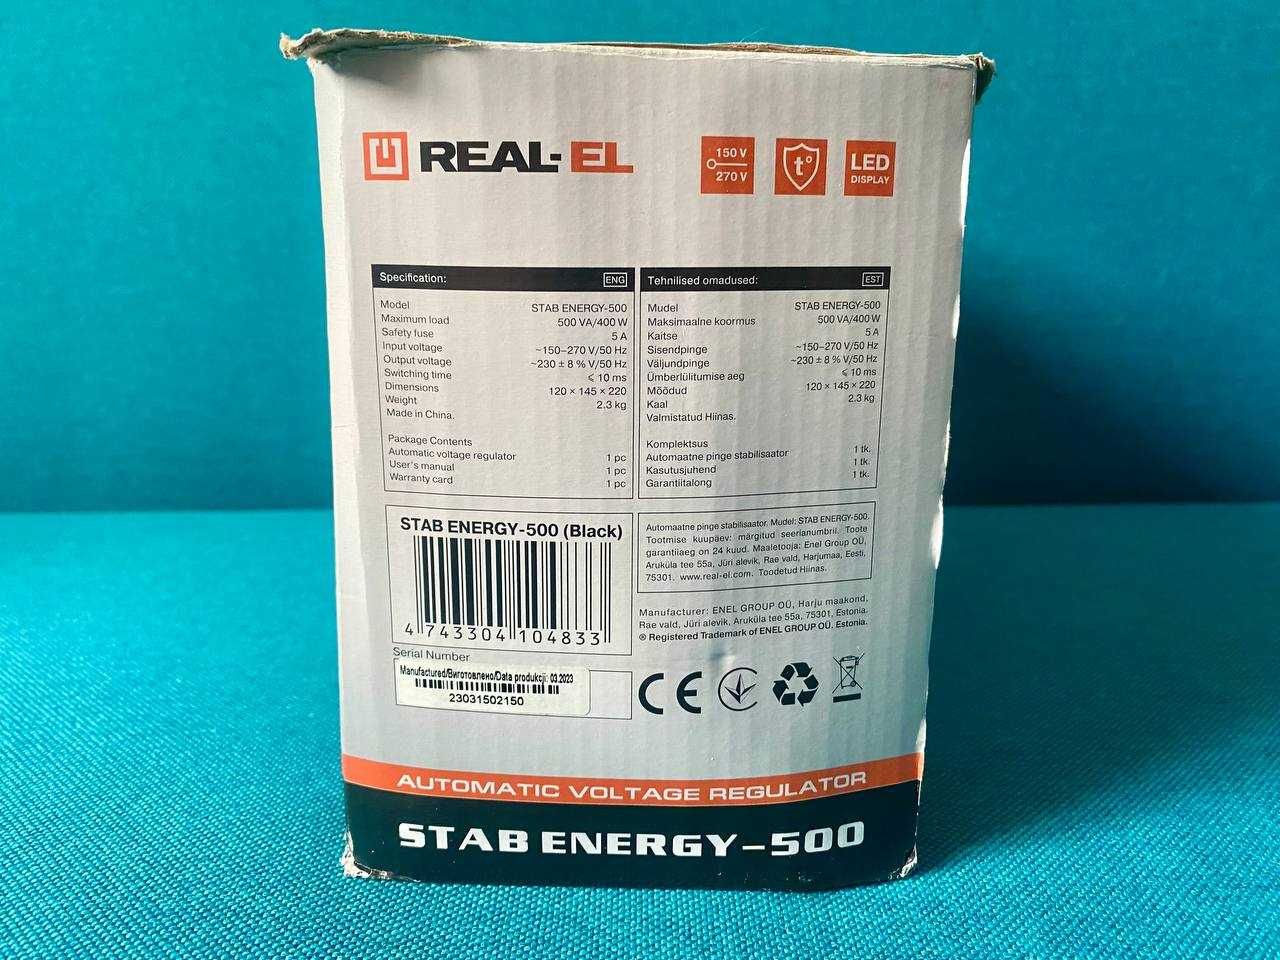 REAL-EL
150 V
270 V
t°
LED
DISPLAY
Specification:
ENG
Model STAB ENERGY-500
Maximum load 500 VA/400 W
Safety fuse 5 A
Input voltage ~150–270 V/50 Hz
Output voltage ~230 ± 8 % V/50 Hz
Switching time ⩽ 10 ms
Dimensions 120 × 145 × 220
Weight 2.3 kg
Made in China.
Package Contents
Automatic voltage regulator 1 pc
User's manual 1 pc
Warranty card 1 pc
Tehnilised omadused:
EST
Mudel STAB ENERGY-500
Maksimaalne koormus 500 VA/400 W
Kaitse 5 A
Sisendpinge ~150–270 V/50 Hz
Väljundpinge ~230 ± 8 % V/50 Hz
Ümberlülitumise aeg ⩽ 10 ms
Mõõdud 120 × 145 × 220
Kaal 2.3 kg
Valmistatud Hiinas.
Komplektsus
Automaatne pinge stabilisaator 1 tk.
Kasutusjuhend 1 tk.
Garantiitalong 1 tk.
STAB ENERGY-500 (Black)
4 743304 104833
Serial Number
Manufactured/Виготовлено/Data produkcji: 03.2023
23031502150
Automaatne pinge stabilisaator. Mudel: STAB ENERGY-500.
Tootmise kuupäev: märgitud seerianumbril. Toote
garantiiaeg on 24 kuud. Maaletooja: Enel Group OÜ,
Aruküla tee 55a, Jüri alevik, Rae vald, Harjumaa, Eesti,
75301. www.real-el.com. Toodetud Hiinas.
Manufacturer: ENEL GROUP OÜ, Harju maakond,
Rae vald, Jüri alevik, Aruküla tee 55a, 75301, Estonia.
® Registered Trademark of ENEL GROUP OÜ. Estonia.
CE
AUTOMATIC VOLTAGE REGULATOR
STAB ENERGY–500